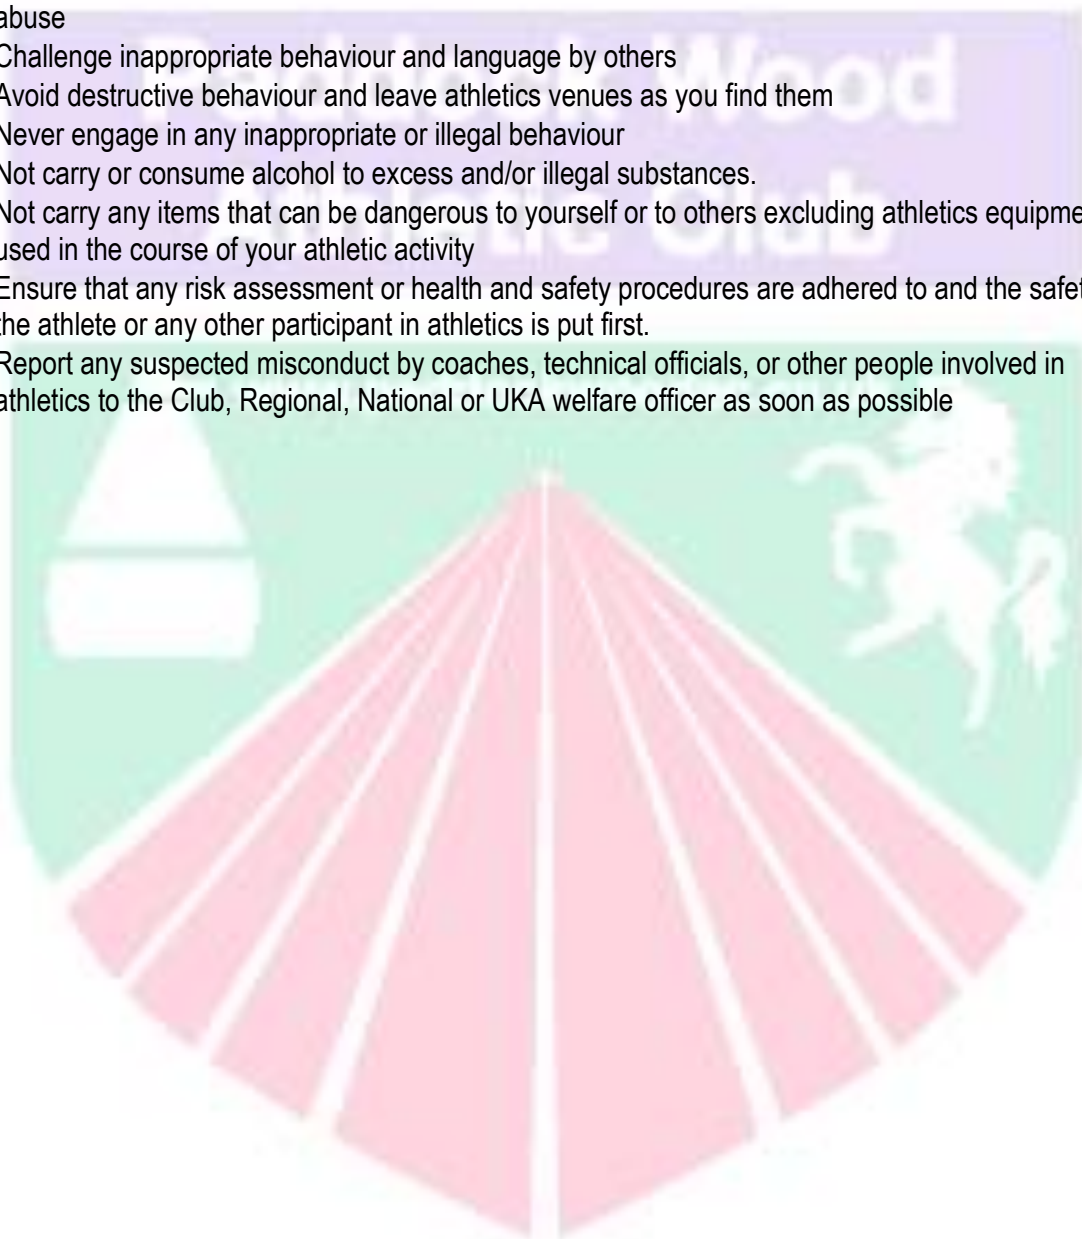 abuse
Challenge inappropriate behaviour and language by others
Avoid destructive behaviour and leave athletics venues as you find them
Never engage in any inappropriate or illegal behaviour
Not carry or consume alcohol to excess and/or illegal substances.
Not carry any items that can be dangerous to yourself or to others excluding athletics equipme
used in the course of your athletic activity
Ensure that any risk assessment or health and safety procedures are adhered to and the safet
the athlete or any other participant in athletics is put first.
Report any suspected misconduct by coaches, technical officials, or other people involved in
athletics to the Club, Regional, National or UKA welfare officer as soon as possible
Paddock Wood
Athletic Club